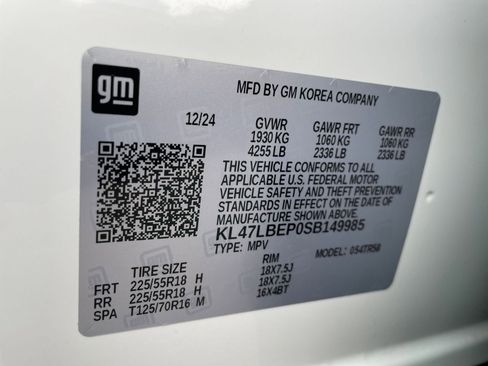 gm
MFD BY GM KOREA COMPANY
12/24 GVWR GAWR FRT GAWR RR
1930 KG 1060 KG 1060 KG
4255 LB 2336 LB 2336 LB
THIS VEHICLE CONFORMS TO ALL
APPLICABLE U.S. FEDERAL MOTOR
VEHICLE SAFETY AND THEFT PREVENTION
STANDARDS IN EFFECT ON THE DATE
OF MANUFACTURE SHOWN ABOVE.
KL47LBEP0SB149985
TYPE: MPV MODEL: 0S4TR58
TIRE SIZE RIM
FRT 225/55R18 H 18X7.5J
RR 225/55R18 H 18X7.5J
SPA T125/70R16 M 16X4BT